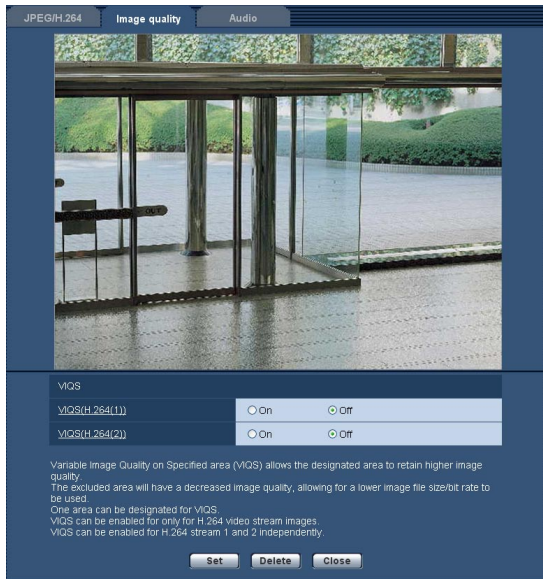 JPEG/H.264 Image quality Audio
OUT
VIQS
VIQS(H.264(1)) On Off
VIQS(H.264(2)) On Off
Variable Image Quality on Specified area (VIQS) allows the designated area to retain higher image
quality.
The excluded area will have a decreased image quality, allowing for a lower image file size/bit rate to
be used.
One area can be designated for VIQS.
VIQS can be enabled for only for H.264 video stream images.
VIQS can be enabled for H.264 stream 1 and 2 independently.
Set Delete Close